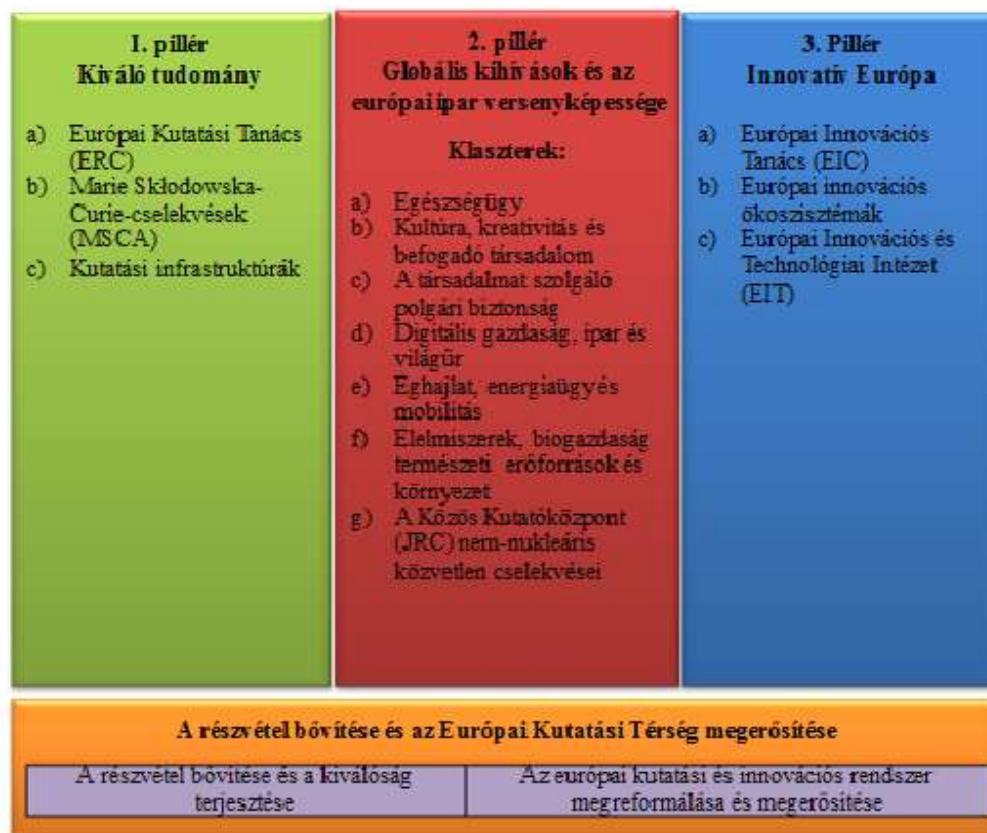 1. pillér
Kiváló tudomány
a) Európai Kutatási Tanács
(ERC)
b) Marie Skłodowska-
Curie-cselekvések
(MSCA)
c) Kutatási infrastruktúrák
2. pillér
Globális kihívások és az
európai ipar versenyképessége
Klaszterek:
a) Egészségügy
b) Kultúra, kreativitás és
befogadó társadalom
c) A társadalmat szolgáló
polgári biztonság
d) Digitális gazdaság, ipar és
világűr
e) Éghajlat, energiaügy és
mobilitás
f) Élelmiszerek, biogazdaság
természeti erőforrások és
környezet
g) A Közös Kutatóközpont
(JRC) nem-nukleáris
közvetlen cselekvései
3. Pillér
Innovatív Európa
a) Európai Innovációs
Tanács (EIC)
b) Európai innovációs
ökoszisztémák
c) Európai Innovációs és
Technológiai Intézet
(EIT)
A részvétel bővítése és az Európai Kutatási Térség megerősítése
A részvétel bővítése és a kiválóság
terjesztése
Az európai kutatási és innovációs rendszer
megreformálása és megerősítése